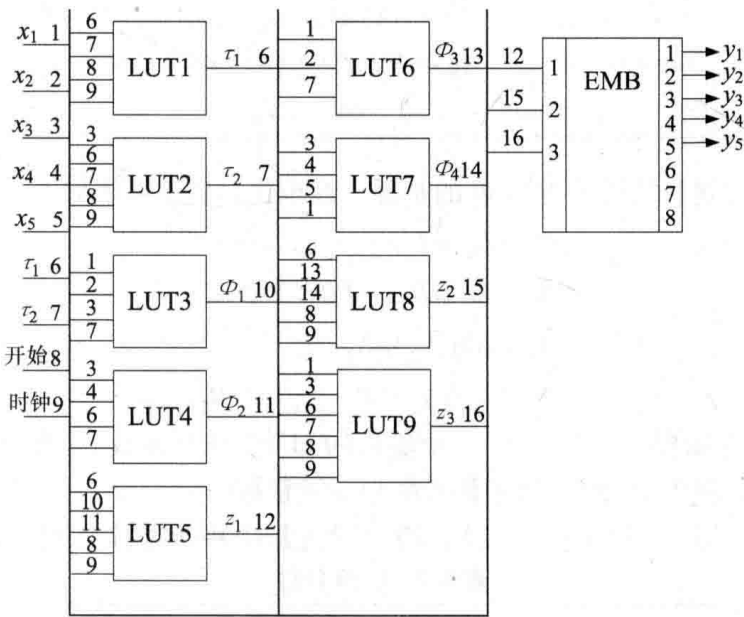 x₁ 1
x₂ 2
x₃ 3
x₄ 4
x₅ 5
τ₁ 6
τ₂ 7
开始 8
时钟 9
6
7
8
9
LUT1
τ₁ 6
3
6
7
8
9
LUT2
τ₂ 7
1
2
3
7
LUT3
Φ₁ 10
3
4
6
7
LUT4
Φ₂ 11
6
10
11
8
9
LUT5
z₁ 12
1
2
7
LUT6
Φ₃ 13
3
4
5
1
LUT7
Φ₄ 14
6
13
14
8
9
LUT8
z₂ 15
1
3
6
7
8
9
LUT9
z₃ 16
12
15
16
1
2
3
EMB
1
2
3
4
5
6
7
8
y₁
y₂
y₃
y₄
y₅